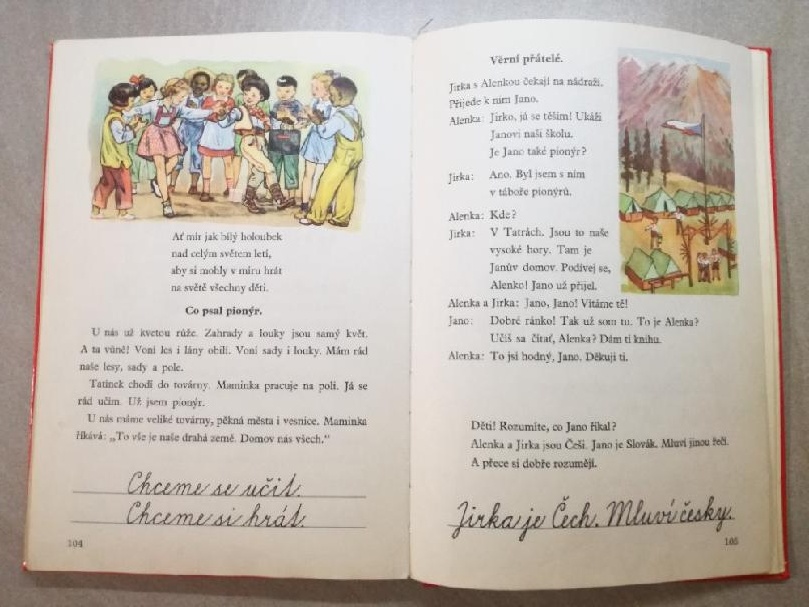 Ať mír jak bílý holoubek
nad celým světem letí,
aby si mohly v míru hrát
na světě všechny děti.
Co psal pionýr.
U nás už kvetou růže. Zahrady a louky jsou samý květ.
A ta vůně! Voní les i lány obilí. Voní sady i louky. Mám rád
naše lesy, sady a pole.
Tatínek chodí do továrny. Maminka pracuje na poli. Já se
rád učím. Už jsem pionýr.
U nás máme veliké továrny, pěkná města i vesnice. Maminka
říkává: „To vše je naše drahá země. Domov nás všech."
Chceme se učit.
Chceme si hrát.
104
Věrní přátelé.
Jirka s Alenkou čekají na nádraží.
Přijede k nim Jano.
Alenka: Jirko, já se těším! Ukáži
Janovi naši školu.
Je Jano také pionýr?
Jirka: Ano. Byl jsem s ním
v táboře pionýrů.
Alenka: Kde?
Jirka: V Tatrách. Jsou to naše
vysoké hory. Tam je
Janův domov. Podívej se,
Alenko! Jano už přijel.
Alenka a Jirka: Jano, Jano! Vítáme tě!
Jano: Dobré ránko! Tak už som tu. To je Alenka?
Učíš sa čítať, Alenka? Dám ti knihu.
Alenka: To jsi hodný, Jano. Děkuji ti.
Děti! Rozumíte, co Jano říkal?
Alenka a Jirka jsou Češi. Jano je Slovák. Mluví jinou řečí.
A přece si dobře rozumějí.
Jirka je Čech. Mluví česky.
105